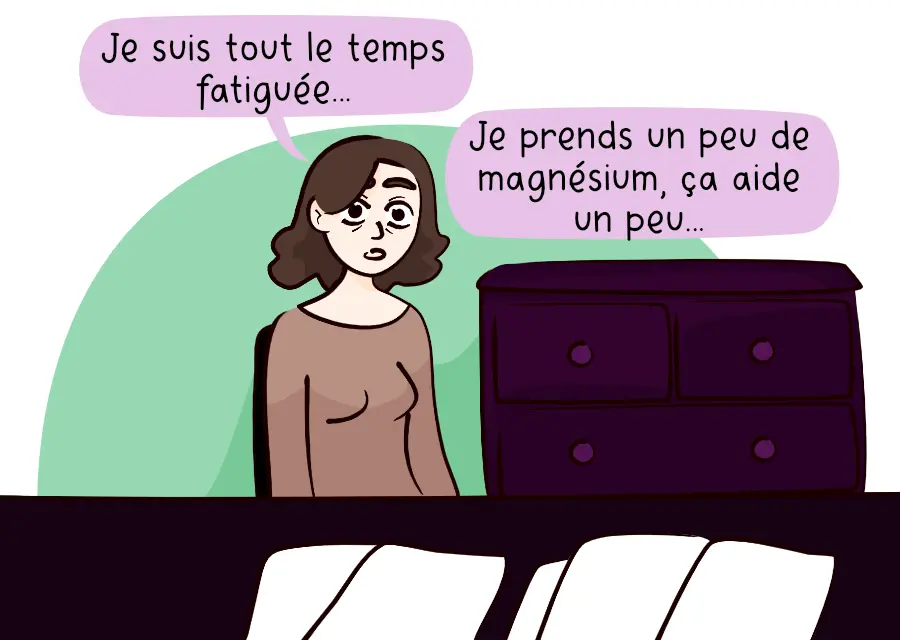 Je suis tout le temps
fatiguée...
Je prends un peu de
magnésium, ça aide
un peu...